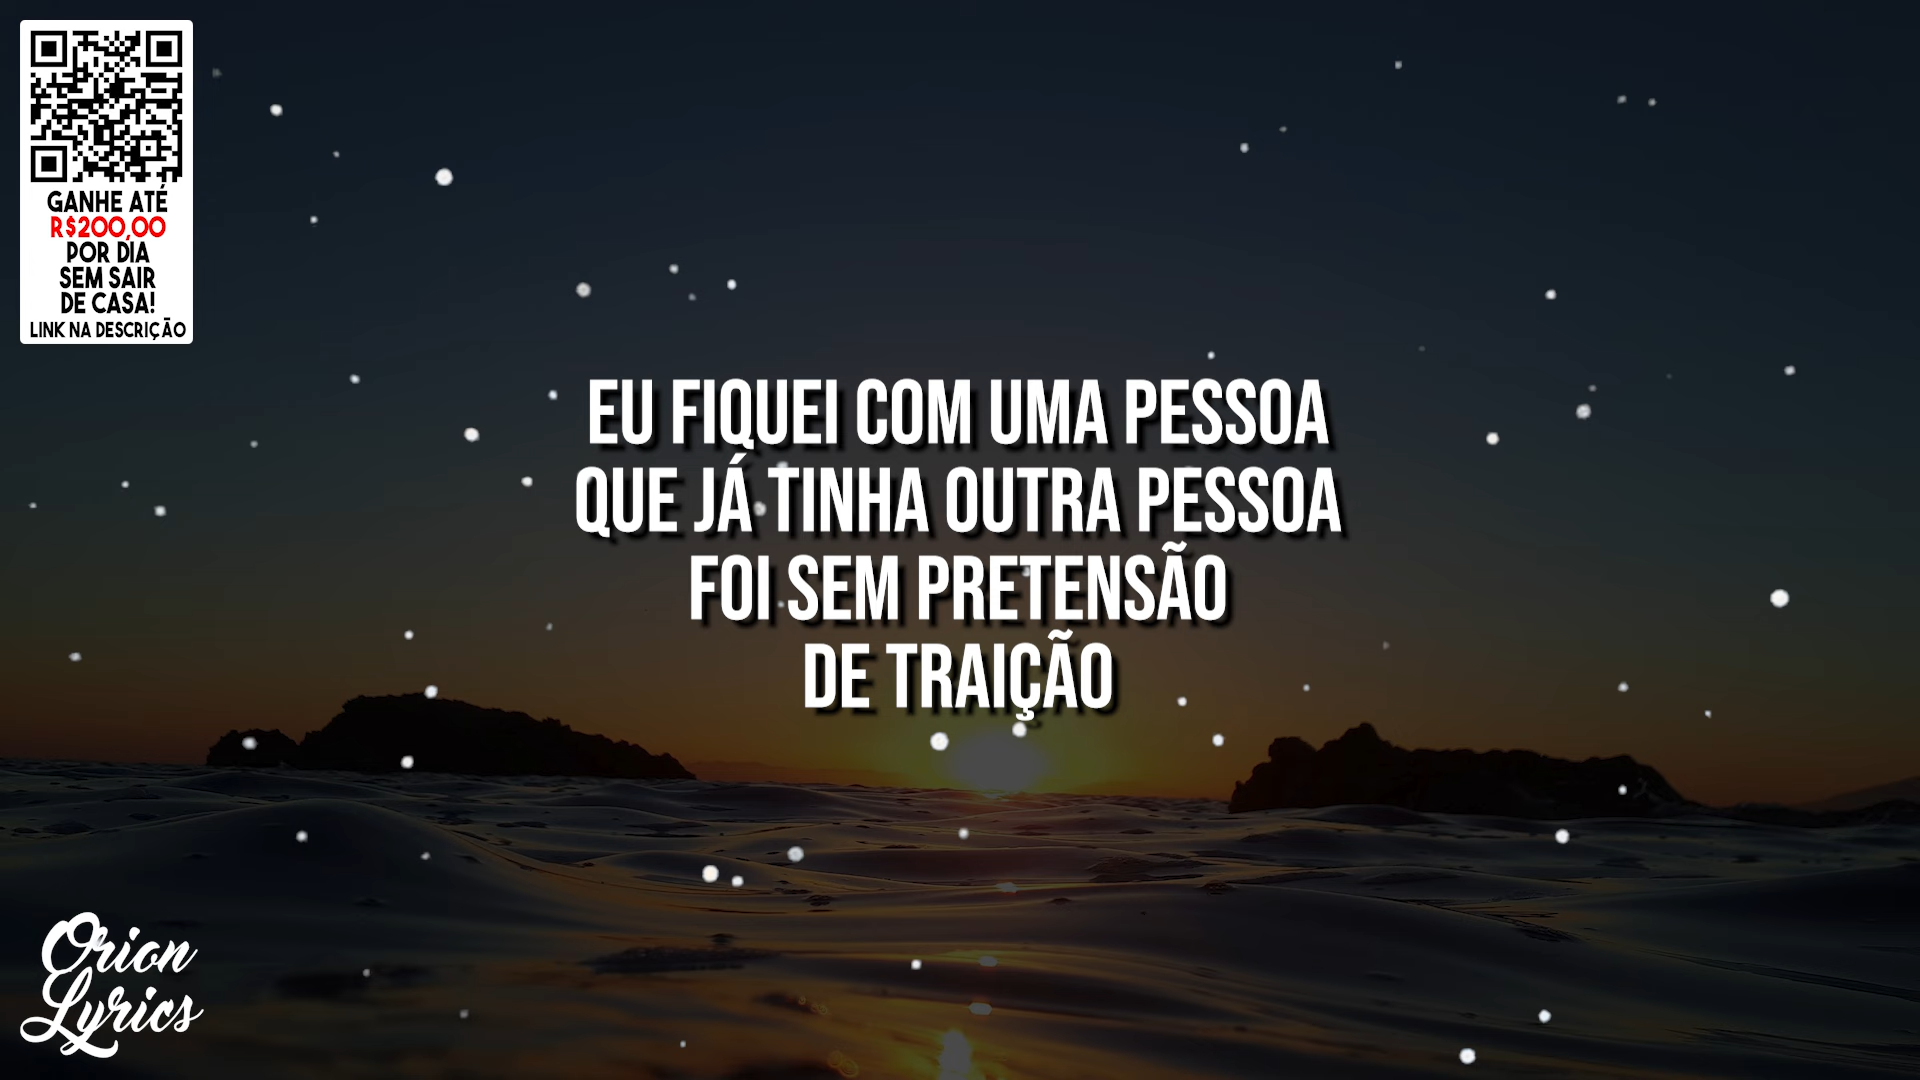 GANHE ATÉ
R$200,00
POR DIA
SEM SAIR
DE CASA!
LINK NA DESCRIÇÃO
EU FIQUEI COM UMA PESSOA
QUE JÁ TINHA OUTRA PESSOA
FOI SEM PRETENSÃO
DE TRAIÇÃO
Orion
Lyrics